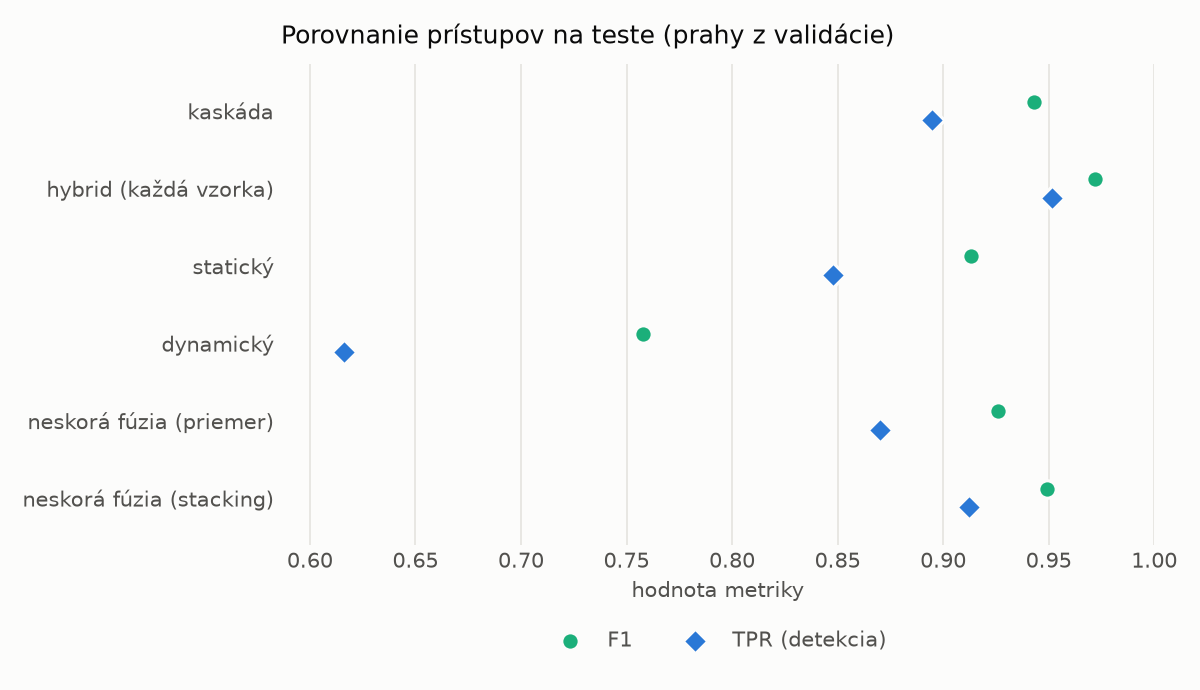 Porovnanie prístupov na teste (prahy z validácie)
kaskáda
hybrid (každá vzorka)
statický
dynamický
neskorá fúzia (priemer)
neskorá fúzia (stacking)
0.60 0.65 0.70 0.75 0.80 0.85 0.90 0.95 1.00
hodnota metriky
F1 TPR (detekcia)